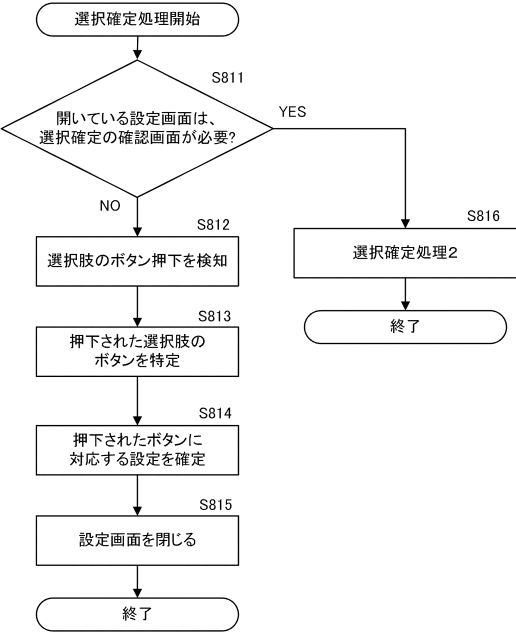 選択確定処理開始
S811
開いている設定画面は、
選択確定の確認画面が必要?
YES
NO
S812
選択肢のボタン押下を検知
S816
選択確定処理2
S813
押下された選択肢の
ボタンを特定
終了
S814
押下されたボタンに
対応する設定を確定
S815
設定画面を閉じる
終了